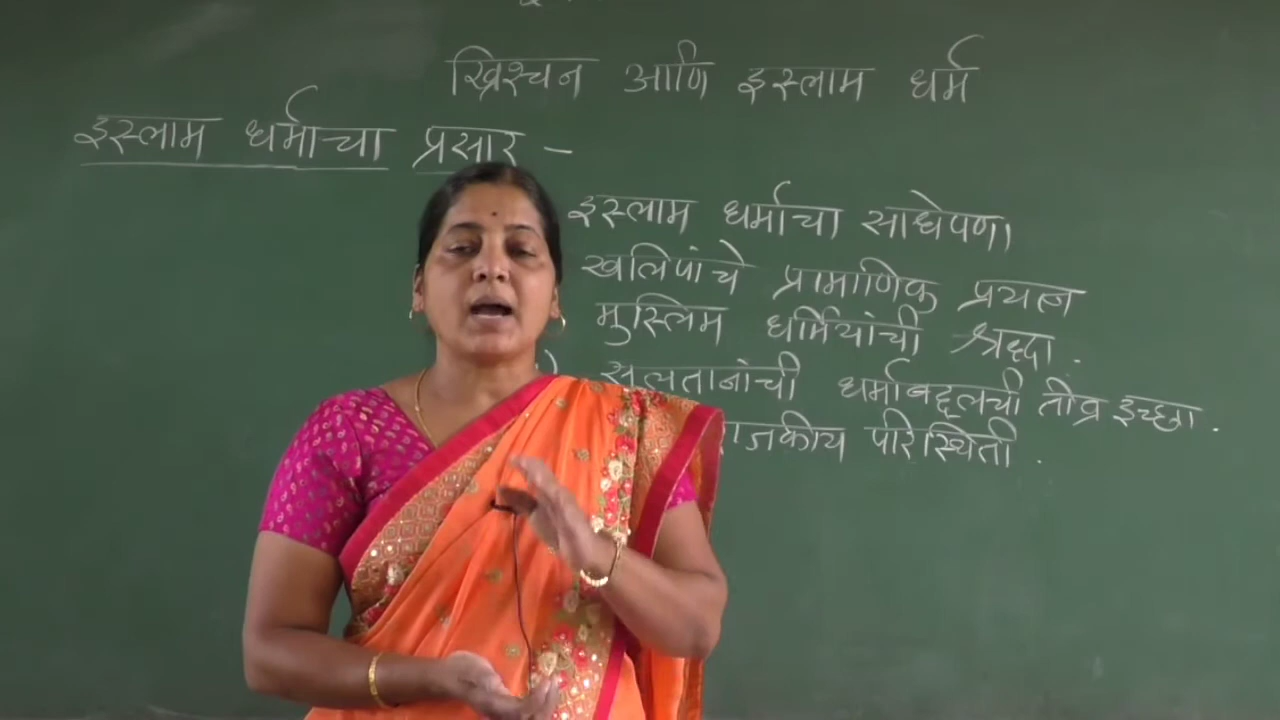 ख्रिश्चन आणि इस्लाम धर्म
इस्लाम धर्माचा प्रसार -
इस्लाम धर्माचा साधेपणा
खलिपांचे प्रामाणिक प्रयत्न
मुस्लिम धर्मियांची श्रद्धा .
) सुलतानांची धर्माबद्दलची तीव्र इच्छा .
राजकीय परिस्थिती .